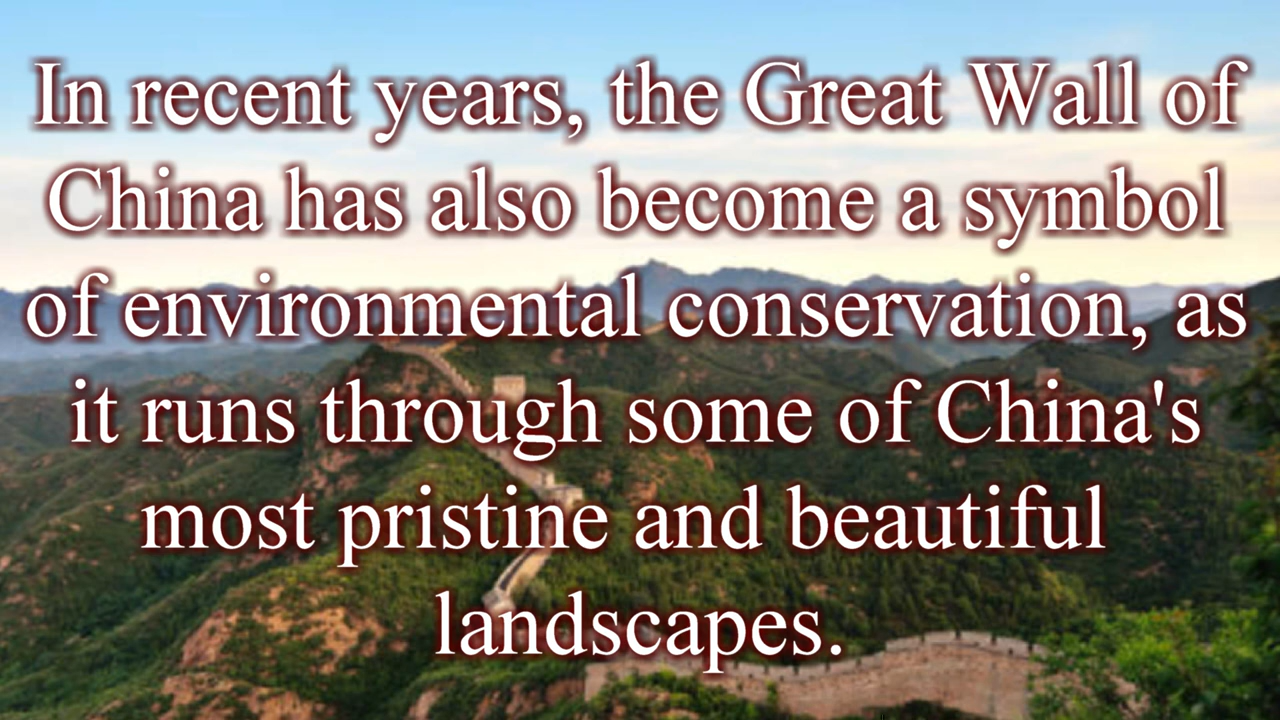 In recent years, the Great Wall of
China has also become a symbol
of environmental conservation, as
it runs through some of China's
most pristine and beautiful
landscapes.